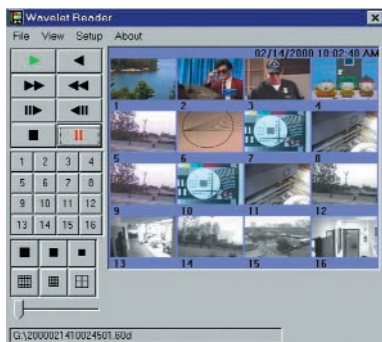 Wavelet Reader
File View Setup About
02/14/2000 10:02:48 AM
1 2 3 4
5 6 7 8
9 10 11 12
13 14 15 16
1 2 3 4
5 6 7 8
9 10 11 12
13 14 15 16
G:\2000021410024501.60d